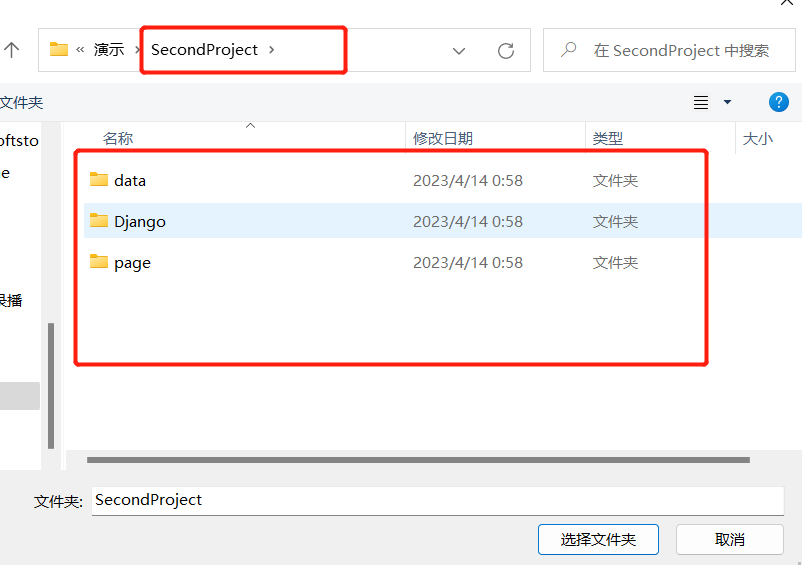 « 演示 › SecondProject ›
在 SecondProject 中搜索
文件夹
?
oftsto
名称 修改日期 类型 大小
e
data 2023/4/14 0:58 文件夹
Django 2023/4/14 0:58 文件夹
page 2023/4/14 0:58 文件夹
录播
文件夹: SecondProject
选择文件夹 取消